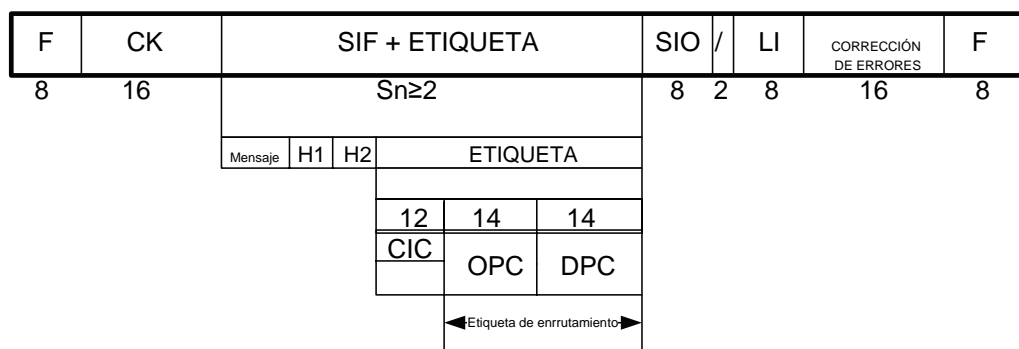 F CK SIF + ETIQUETA SIO / LI CORRECCIÓN DE ERRORES F
8 16 Sn≥2 8 2 8 16 8
Mensaje H1 H2 ETIQUETA
12 14 14
CIC OPC DPC
Etiqueta de enrrutamiento